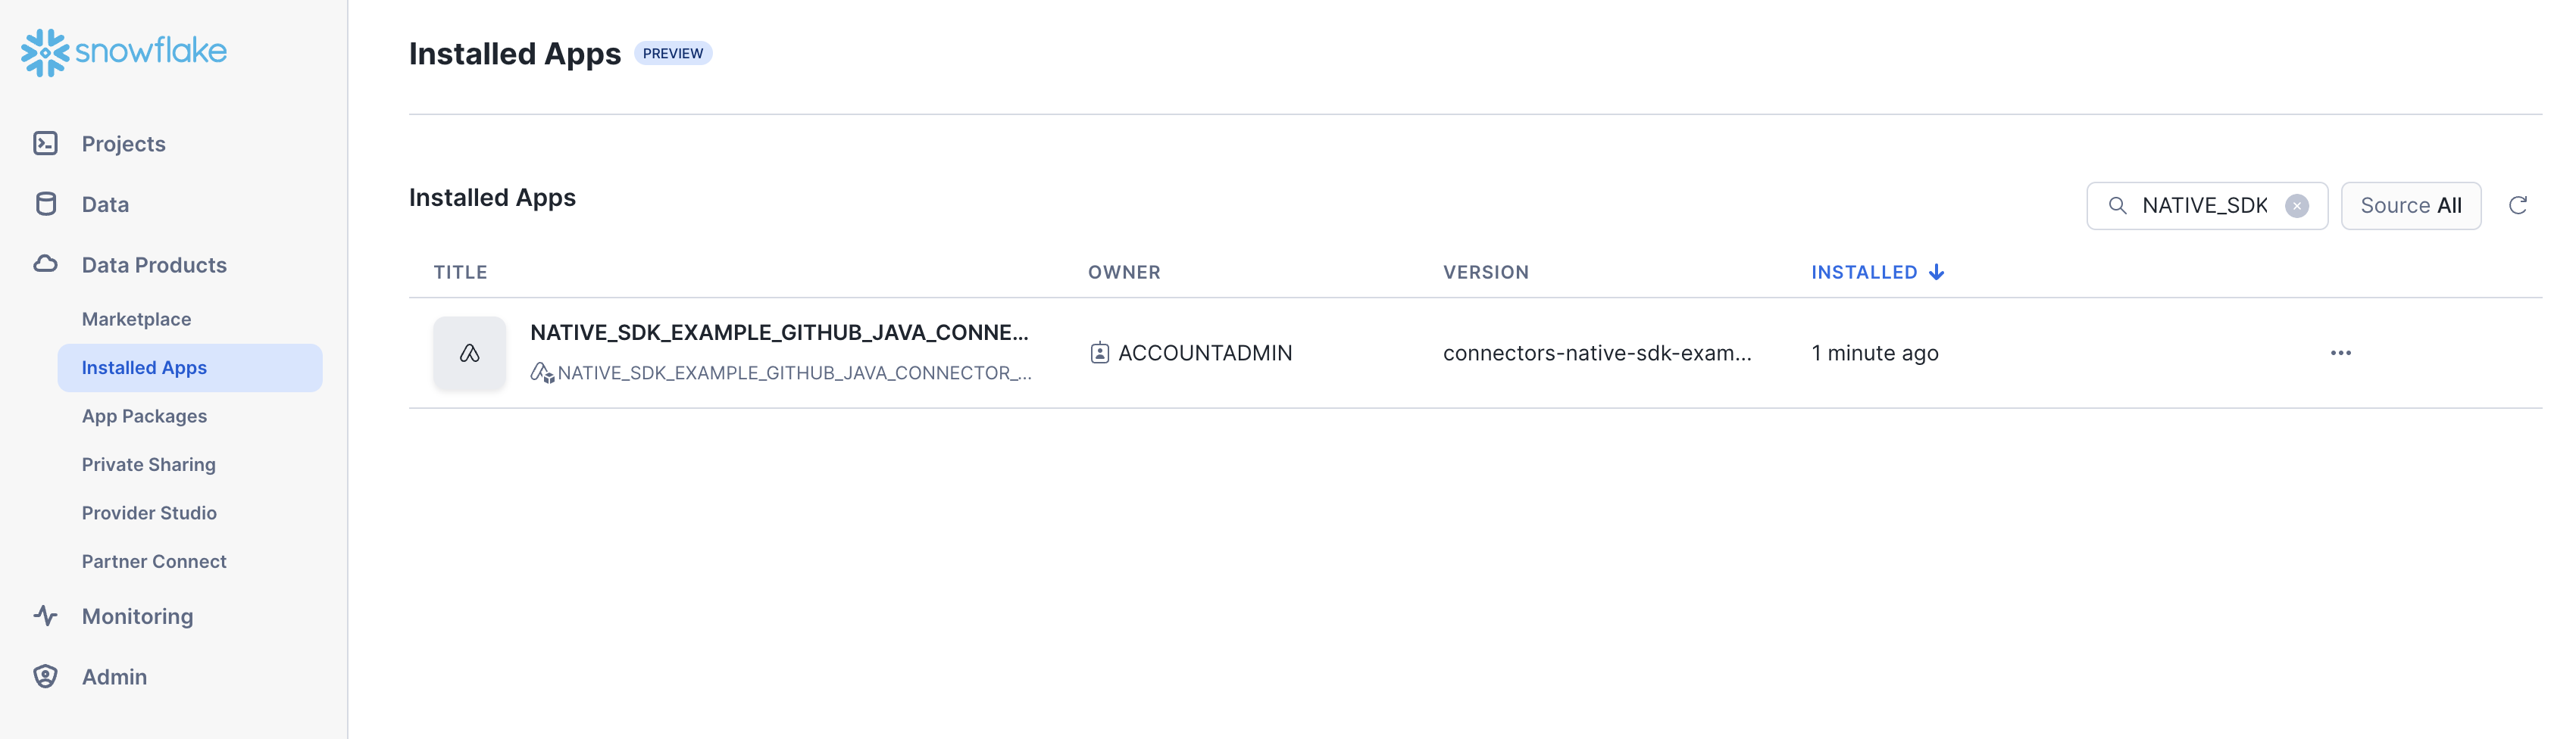 snowflake
Projects
Data
Data Products
Marketplace
Installed Apps
App Packages
Private Sharing
Provider Studio
Partner Connect
Monitoring
Admin
Installed Apps PREVIEW
Installed Apps
NATIVE_SDK
Source All
TITLE OWNER VERSION INSTALLED
NATIVE_SDK_EXAMPLE_GITHUB_JAVA_CONNE...
NATIVE_SDK_EXAMPLE_GITHUB_JAVA_CONNECTOR_...
ACCOUNTADMIN
connectors-native-sdk-exam...
1 minute ago